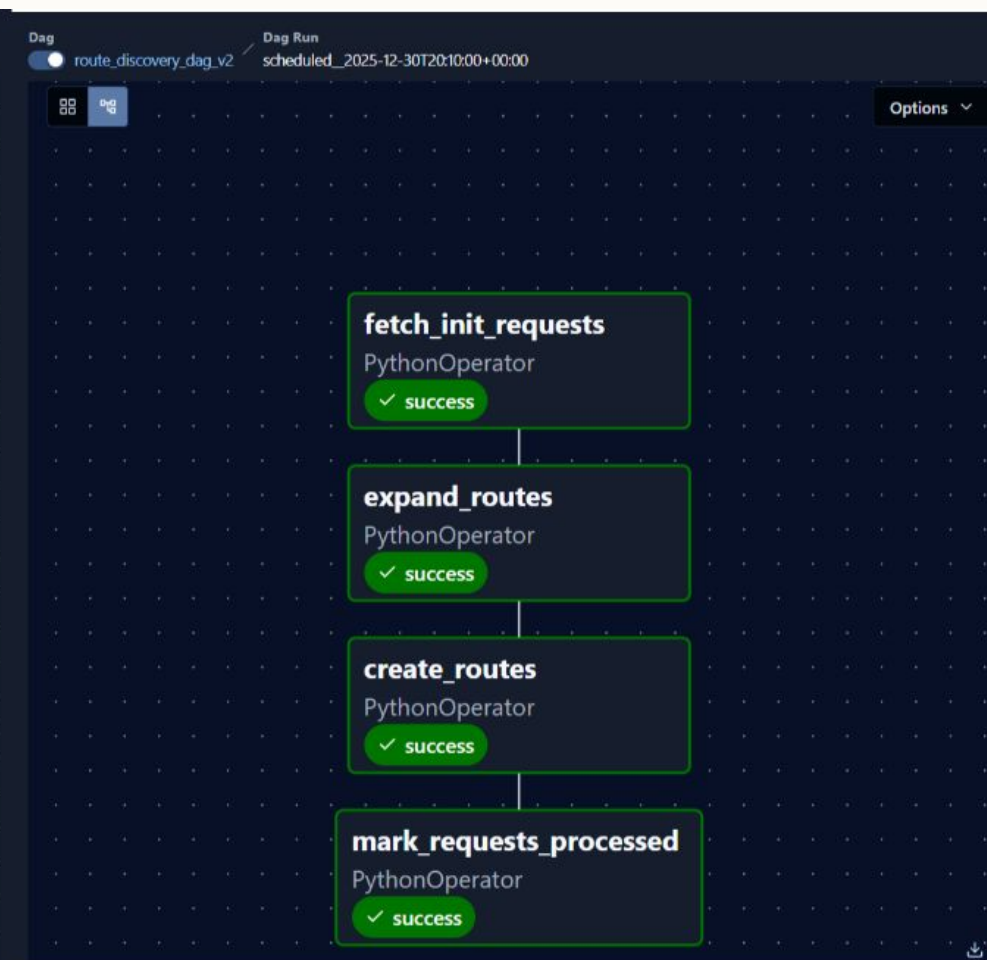 Dag
route_discovery_dag_v2
Dag Run
scheduled__2025-12-30T20:10:00+00:00
Options
fetch_init_requests
PythonOperator
success
expand_routes
PythonOperator
success
create_routes
PythonOperator
success
mark_requests_processed
PythonOperator
success